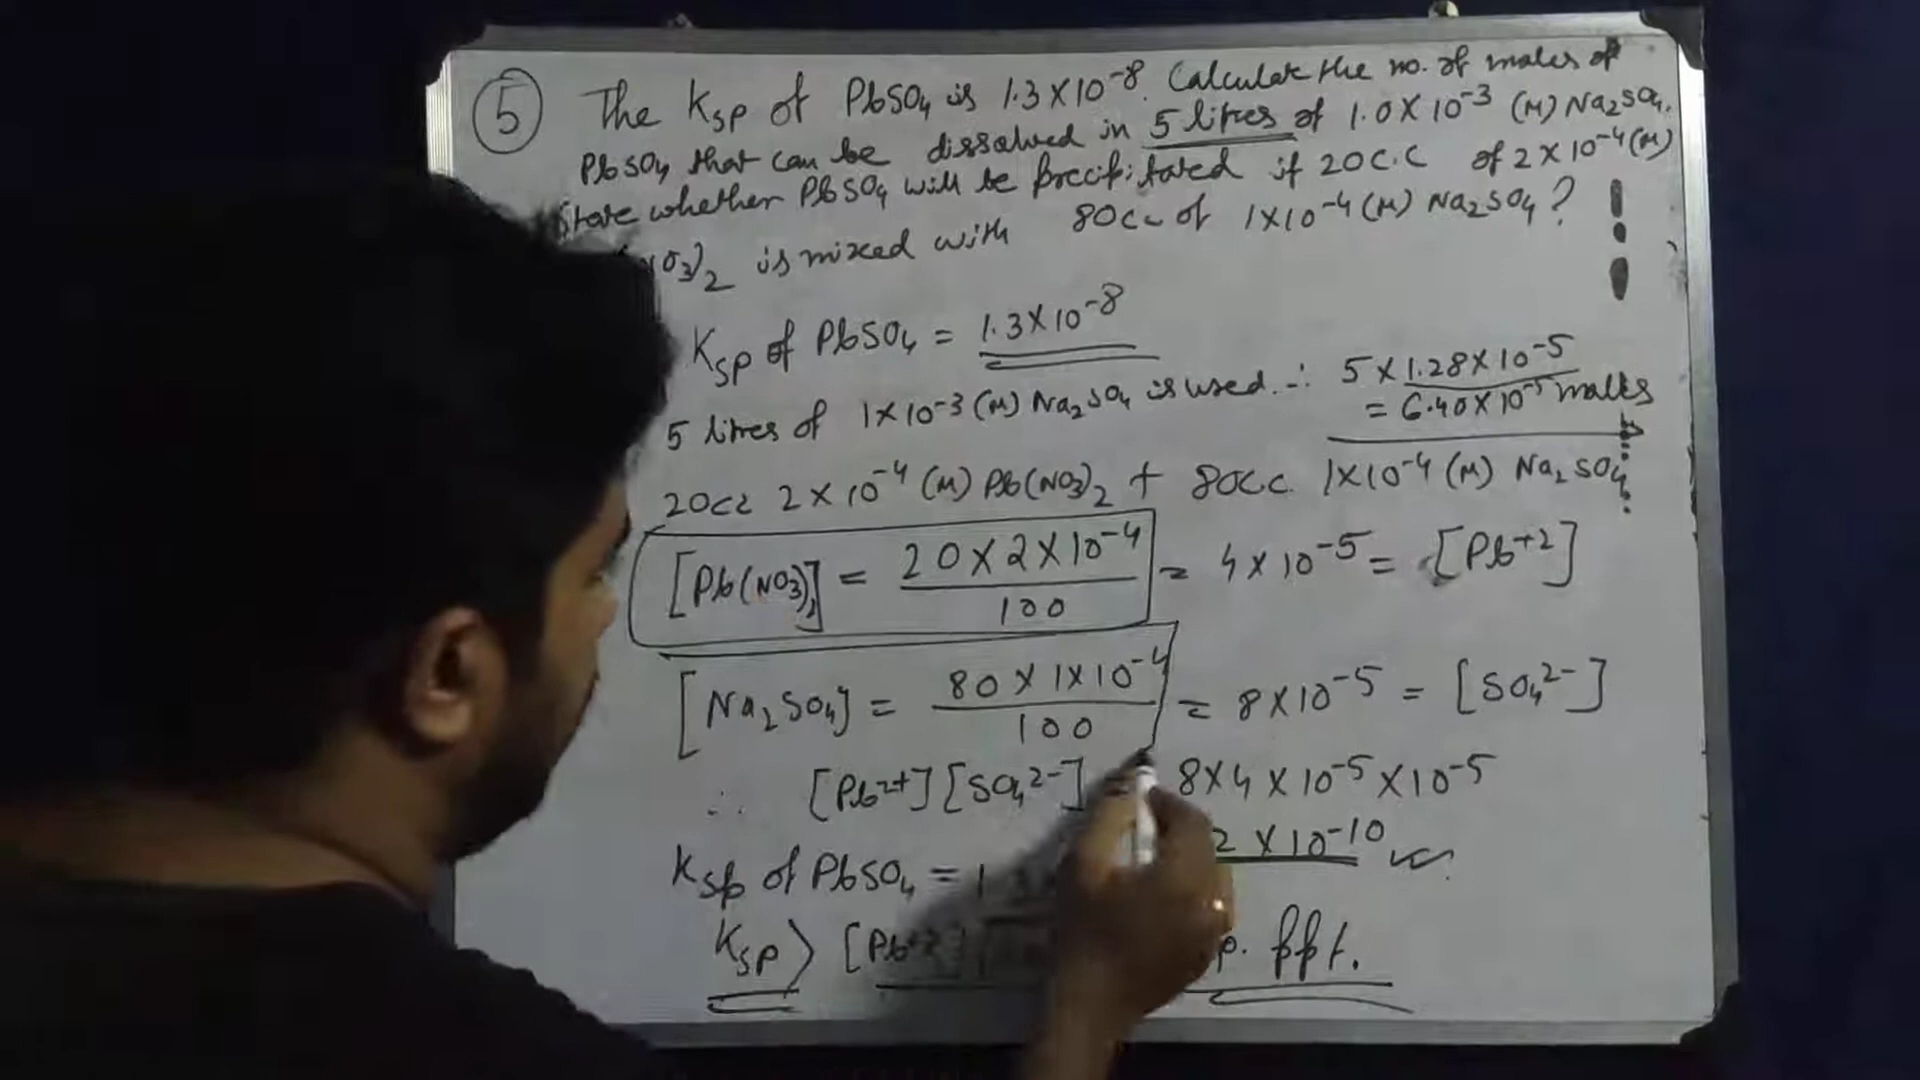 ⑤ The Ksp of PbSO₄ is 1.3×10⁻⁸. Calculate the no. of moles of
PbSO₄ that can be dissolved in 5 litres of 1.0×10⁻³ (M) Na₂SO₄.
State whether PbSO₄ will be precipitated if 20C.C of 2×10⁻⁴(M)
NO₃)₂ is mixed with 80cc of 1×10⁻⁴(M) Na₂SO₄?
Ksp of PbSO₄ = 1.3×10⁻⁸
5 litres of 1×10⁻³(M) Na₂SO₄ is used. ∴ 5×1.28×10⁻⁵
= 6.40×10⁻⁵ moles
20cc 2×10⁻⁴ (M) Pb(NO₃)₂ + 80cc. 1×10⁻⁴ (M) Na₂SO₄.
[Pb(NO₃)₂] = 20×2×10⁻⁴ / 100 = 4×10⁻⁵ = [Pb⁺²]
[Na₂SO₄] = 80×1×10⁻⁴ / 100 = 8×10⁻⁵ = [SO₄²⁻]
∴ [Pb²⁺][SO₄²⁻] 8×4×10⁻⁵×10⁻⁵
2×10⁻¹⁰
Ksp of PbSO₄ =
Ksp > [Pb⁺²] p. ppt.